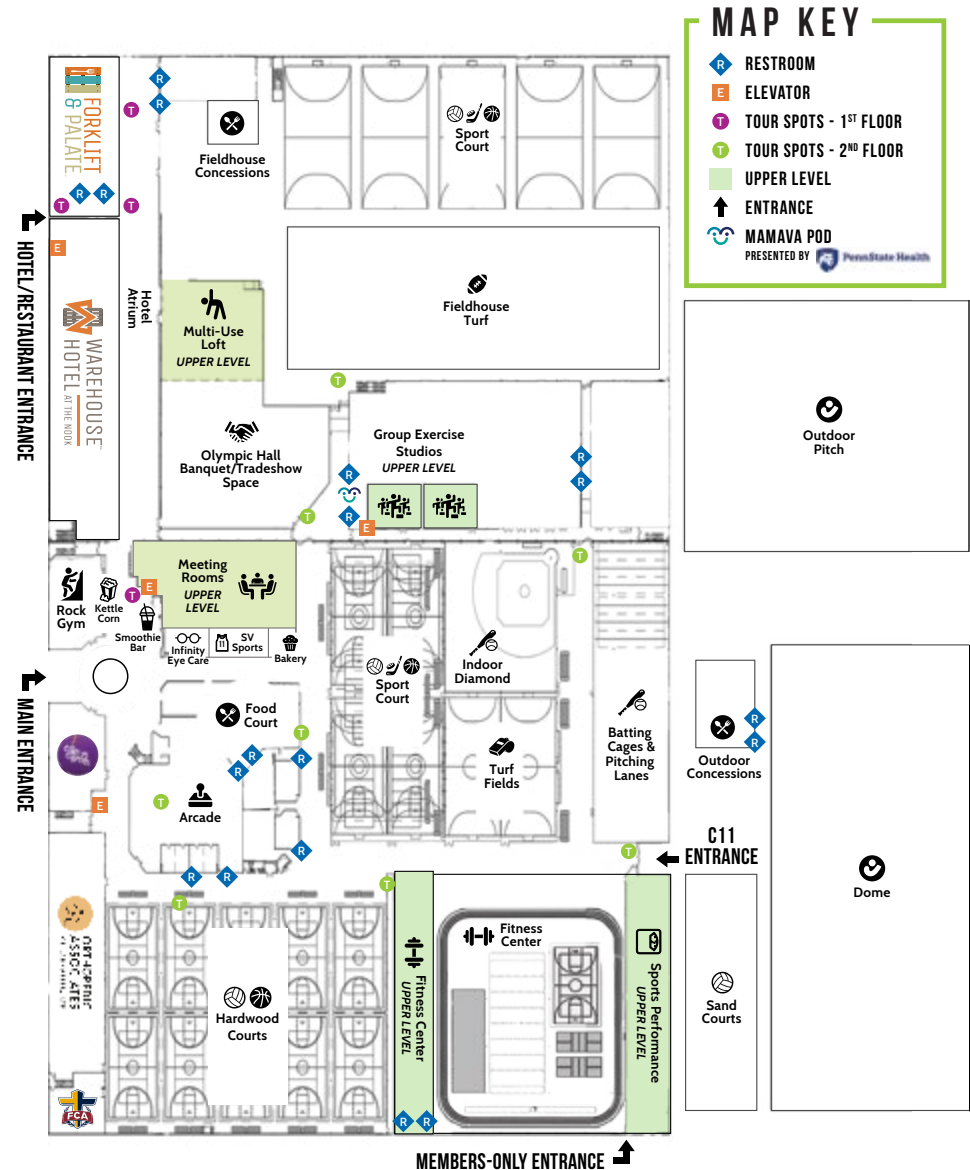 MAP KEY
R RESTROOM
E ELEVATOR
T TOUR SPOTS - 1ST FLOOR
T TOUR SPOTS - 2ND FLOOR
UPPER LEVEL
ENTRANCE
MAMAVA POD
PRESENTED BY PennState Health
FORKLIFT
& PALATE
R
R
T
R
R
T
T
Fieldhouse
Concessions
Sport
Court
HOTEL/RESTAURANT ENTRANCE
E
Hotel
Atrium
WAREHOUSE
HOTEL AT THE NOOK
Multi-Use
Loft
UPPER LEVEL
Fieldhouse
Turf
T
Outdoor
Pitch
Olympic Hall
Banquet/Tradeshow
Space
Group Exercise
Studios
UPPER LEVEL
R
R
R
R
T
E
Rock
Gym
Kettle
Corn
T
E
Smoothie
Bar
Meeting
Rooms
UPPER
LEVEL
Infinity
Eye Care
11
SV
Sports
Bakery
T
Sport
Court
Indoor
Diamond
MAIN ENTRANCE
Food
Court
T
R
R
R
Turf
Fields
Batting
Cages &
Pitching
Lanes
R
R
Outdoor
Concessions
E
T
Arcade
R
R
R
T
C11
ENTRANCE
Dome
T
T
Hardwood
Courts
Fitness Center
UPPER LEVEL
R
R
Fitness
Center
Sports Performance
UPPER LEVEL
Sand
Courts
ASSOCIATES
FCA
MEMBERS-ONLY ENTRANCE